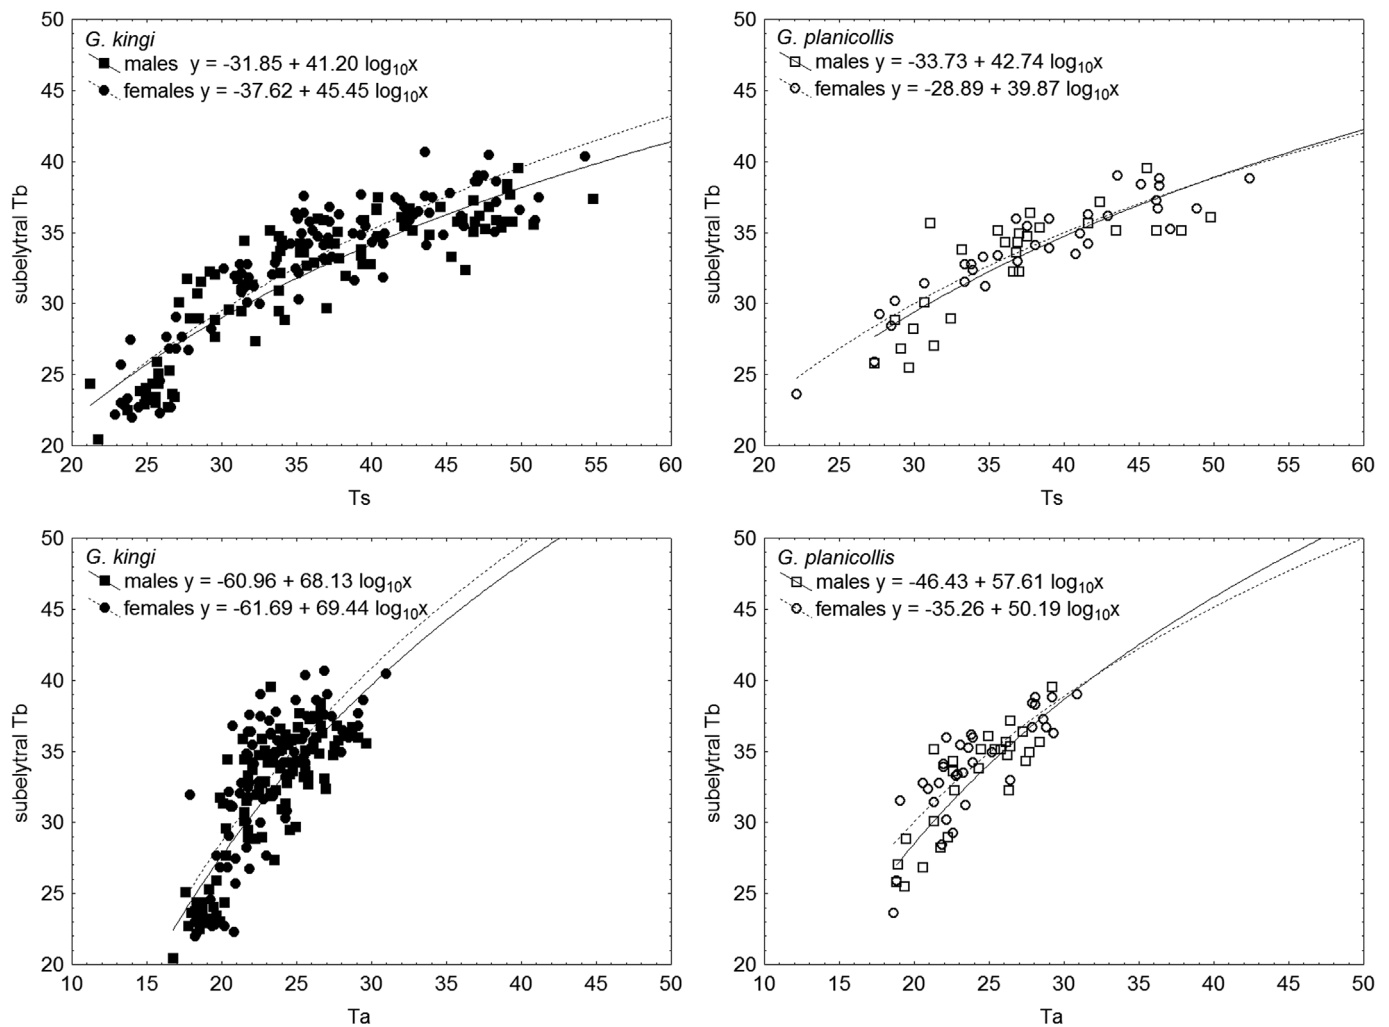 G. kingi
males y = -31.85 + 41.20 log10x
females y = -37.62 + 45.45 log10x
50
45
40
35
30
25
20
subelytral Tb
20 25 30 35 40 45 50 55 60
Ts
G. planicollis
males y = -33.73 + 42.74 log10x
females y = -28.89 + 39.87 log10x
50
45
40
35
30
25
20
subelytral Tb
20 25 30 35 40 45 50 55 60
Ts
G. kingi
males y = -60.96 + 68.13 log10x
females y = -61.69 + 69.44 log10x
50
45
40
35
30
25
20
subelytral Tb
10 15 20 25 30 35 40 45 50
Ta
G. planicollis
males y = -46.43 + 57.61 log10x
females y = -35.26 + 50.19 log10x
50
45
40
35
30
25
20
subelytral Tb
10 15 20 25 30 35 40 45 50
Ta